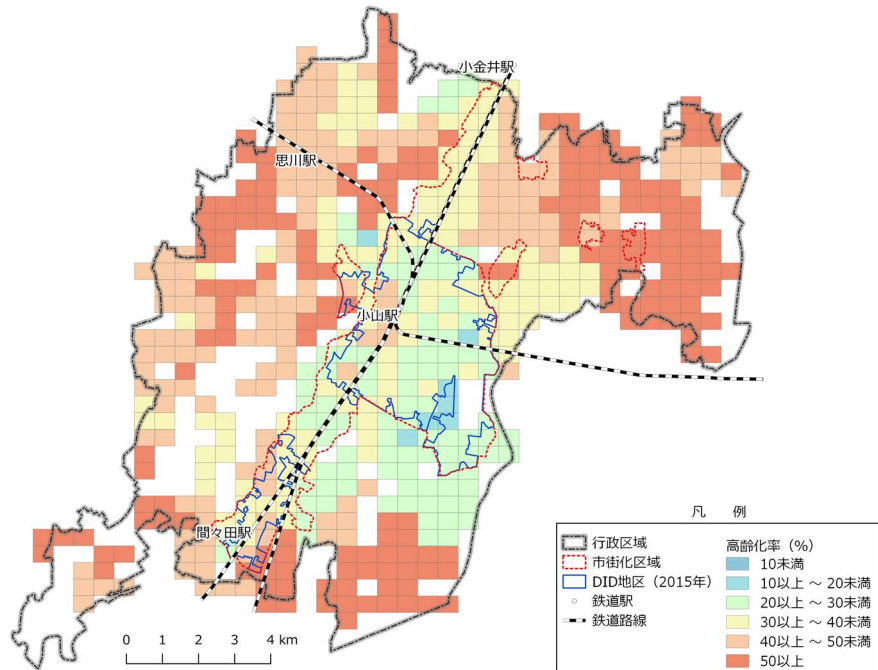 小金井駅
思川駅
小山駅
間々田駅
0 1 2 3 4 km
凡 例
行政区域
市街化区域
DID地区（2015年）
鉄道駅
鉄道路線
高齢化率（%）
10未満
10以上 ～ 20未満
20以上 ～ 30未満
30以上 ～ 40未満
40以上 ～ 50未満
50以上